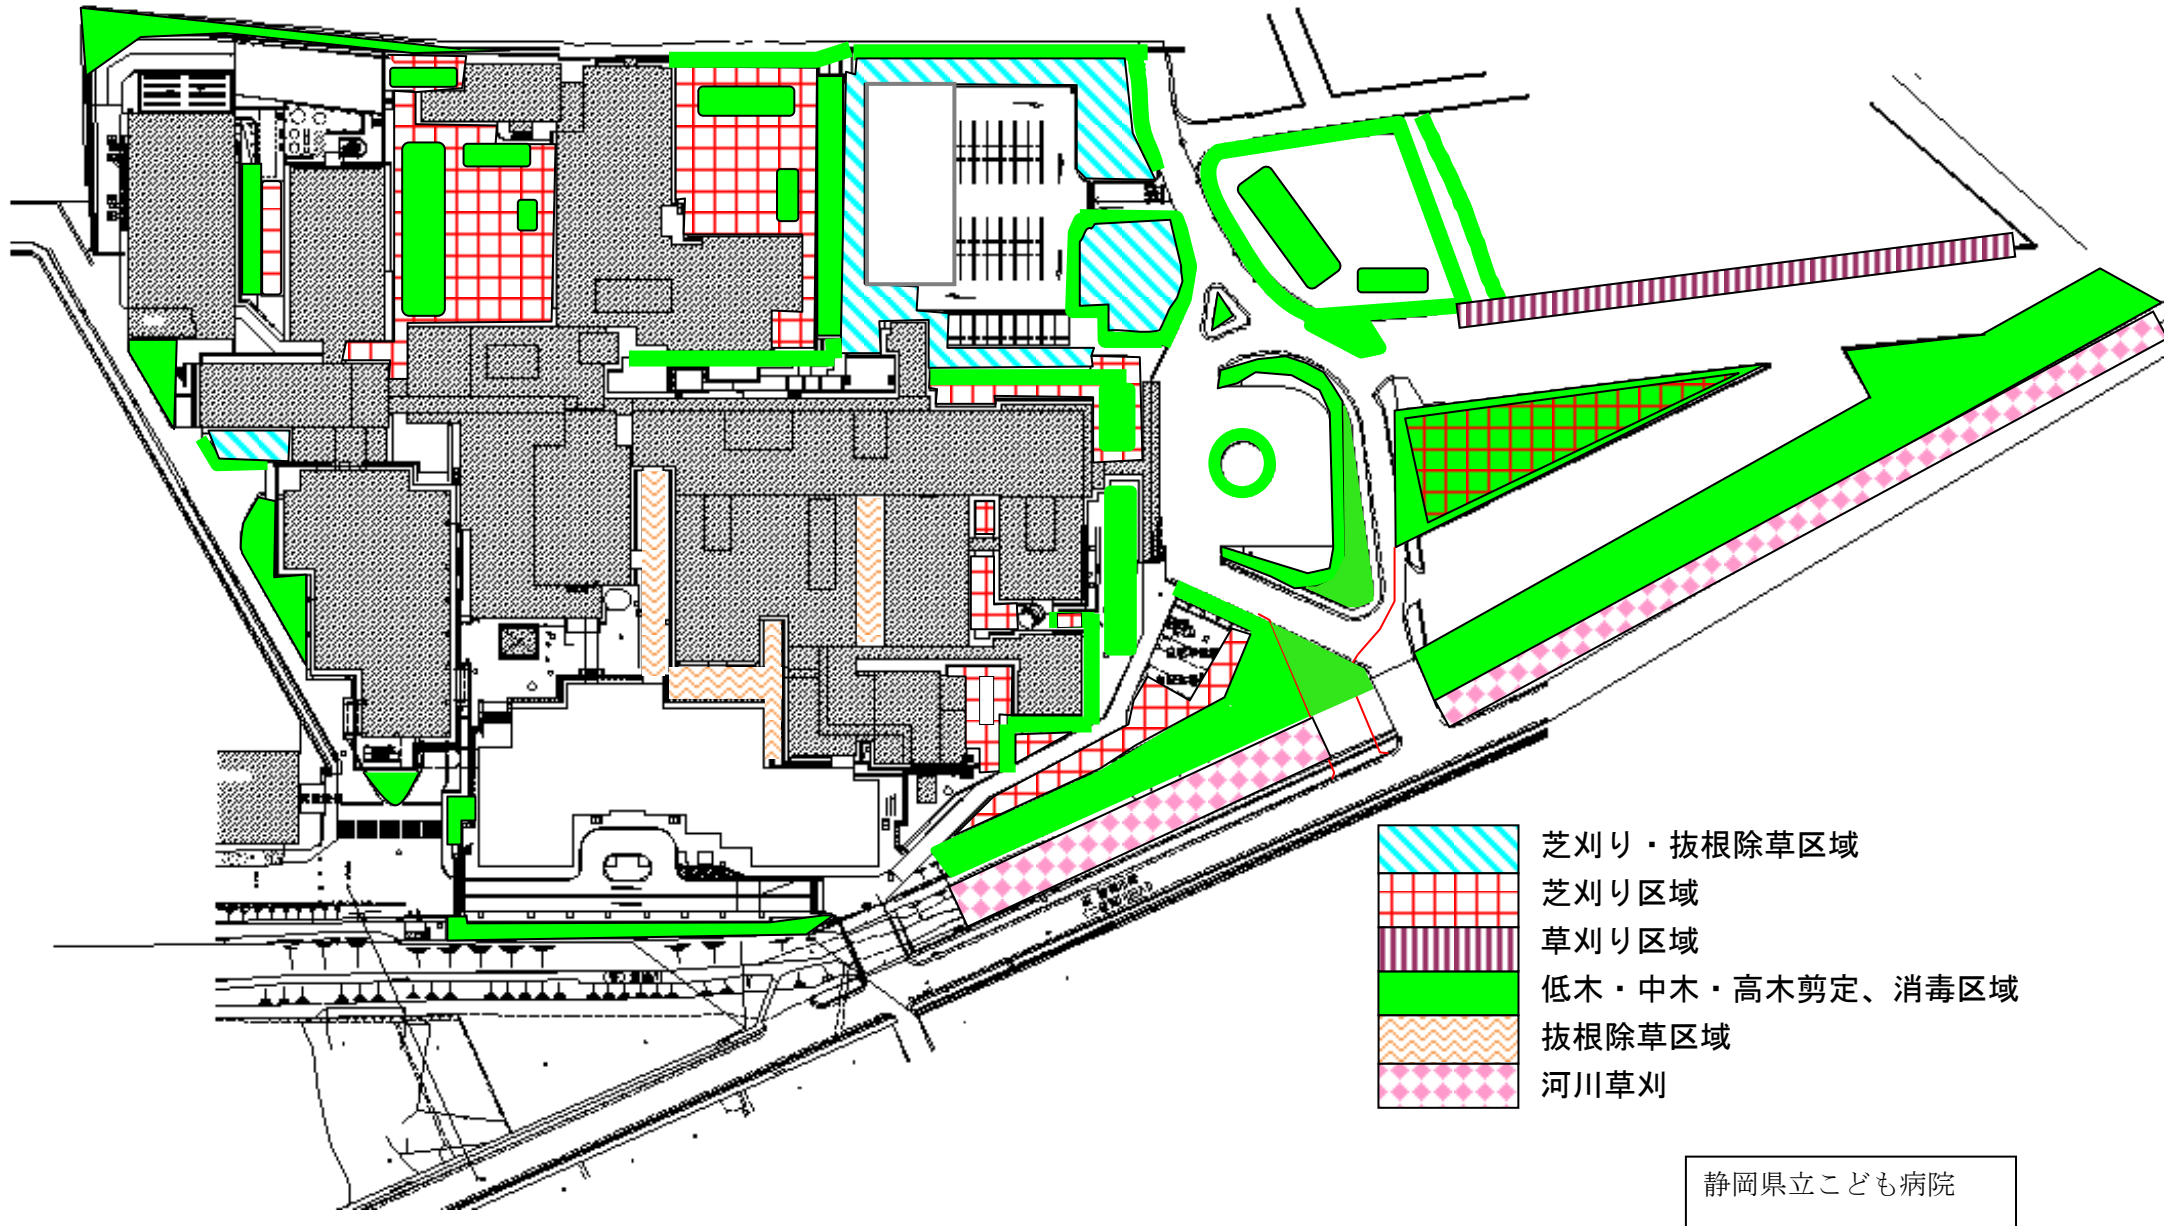 芝刈り・抜根除草区域
芝刈り区域
草刈り区域
低木・中木・高木剪定、消毒区域
抜根除草区域
河川草刈
静岡県立こども病院